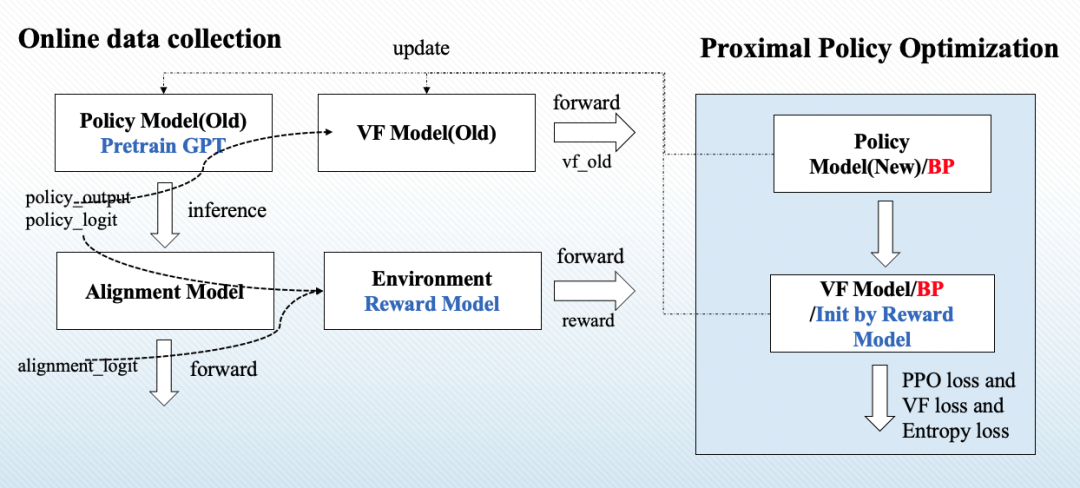 Online data collection
update
Proximal Policy Optimization
Policy Model(Old)
Pretrain GPT
VF Model(Old)
forward
vf_old
policy_output
policy_logit
inference
Alignment Model
Environment
Reward Model
forward
reward
alignment_logit
forward
Policy
Model(New)/BP
VF Model/BP
/Init by Reward
Model
PPO loss and
VF loss and
Entropy loss